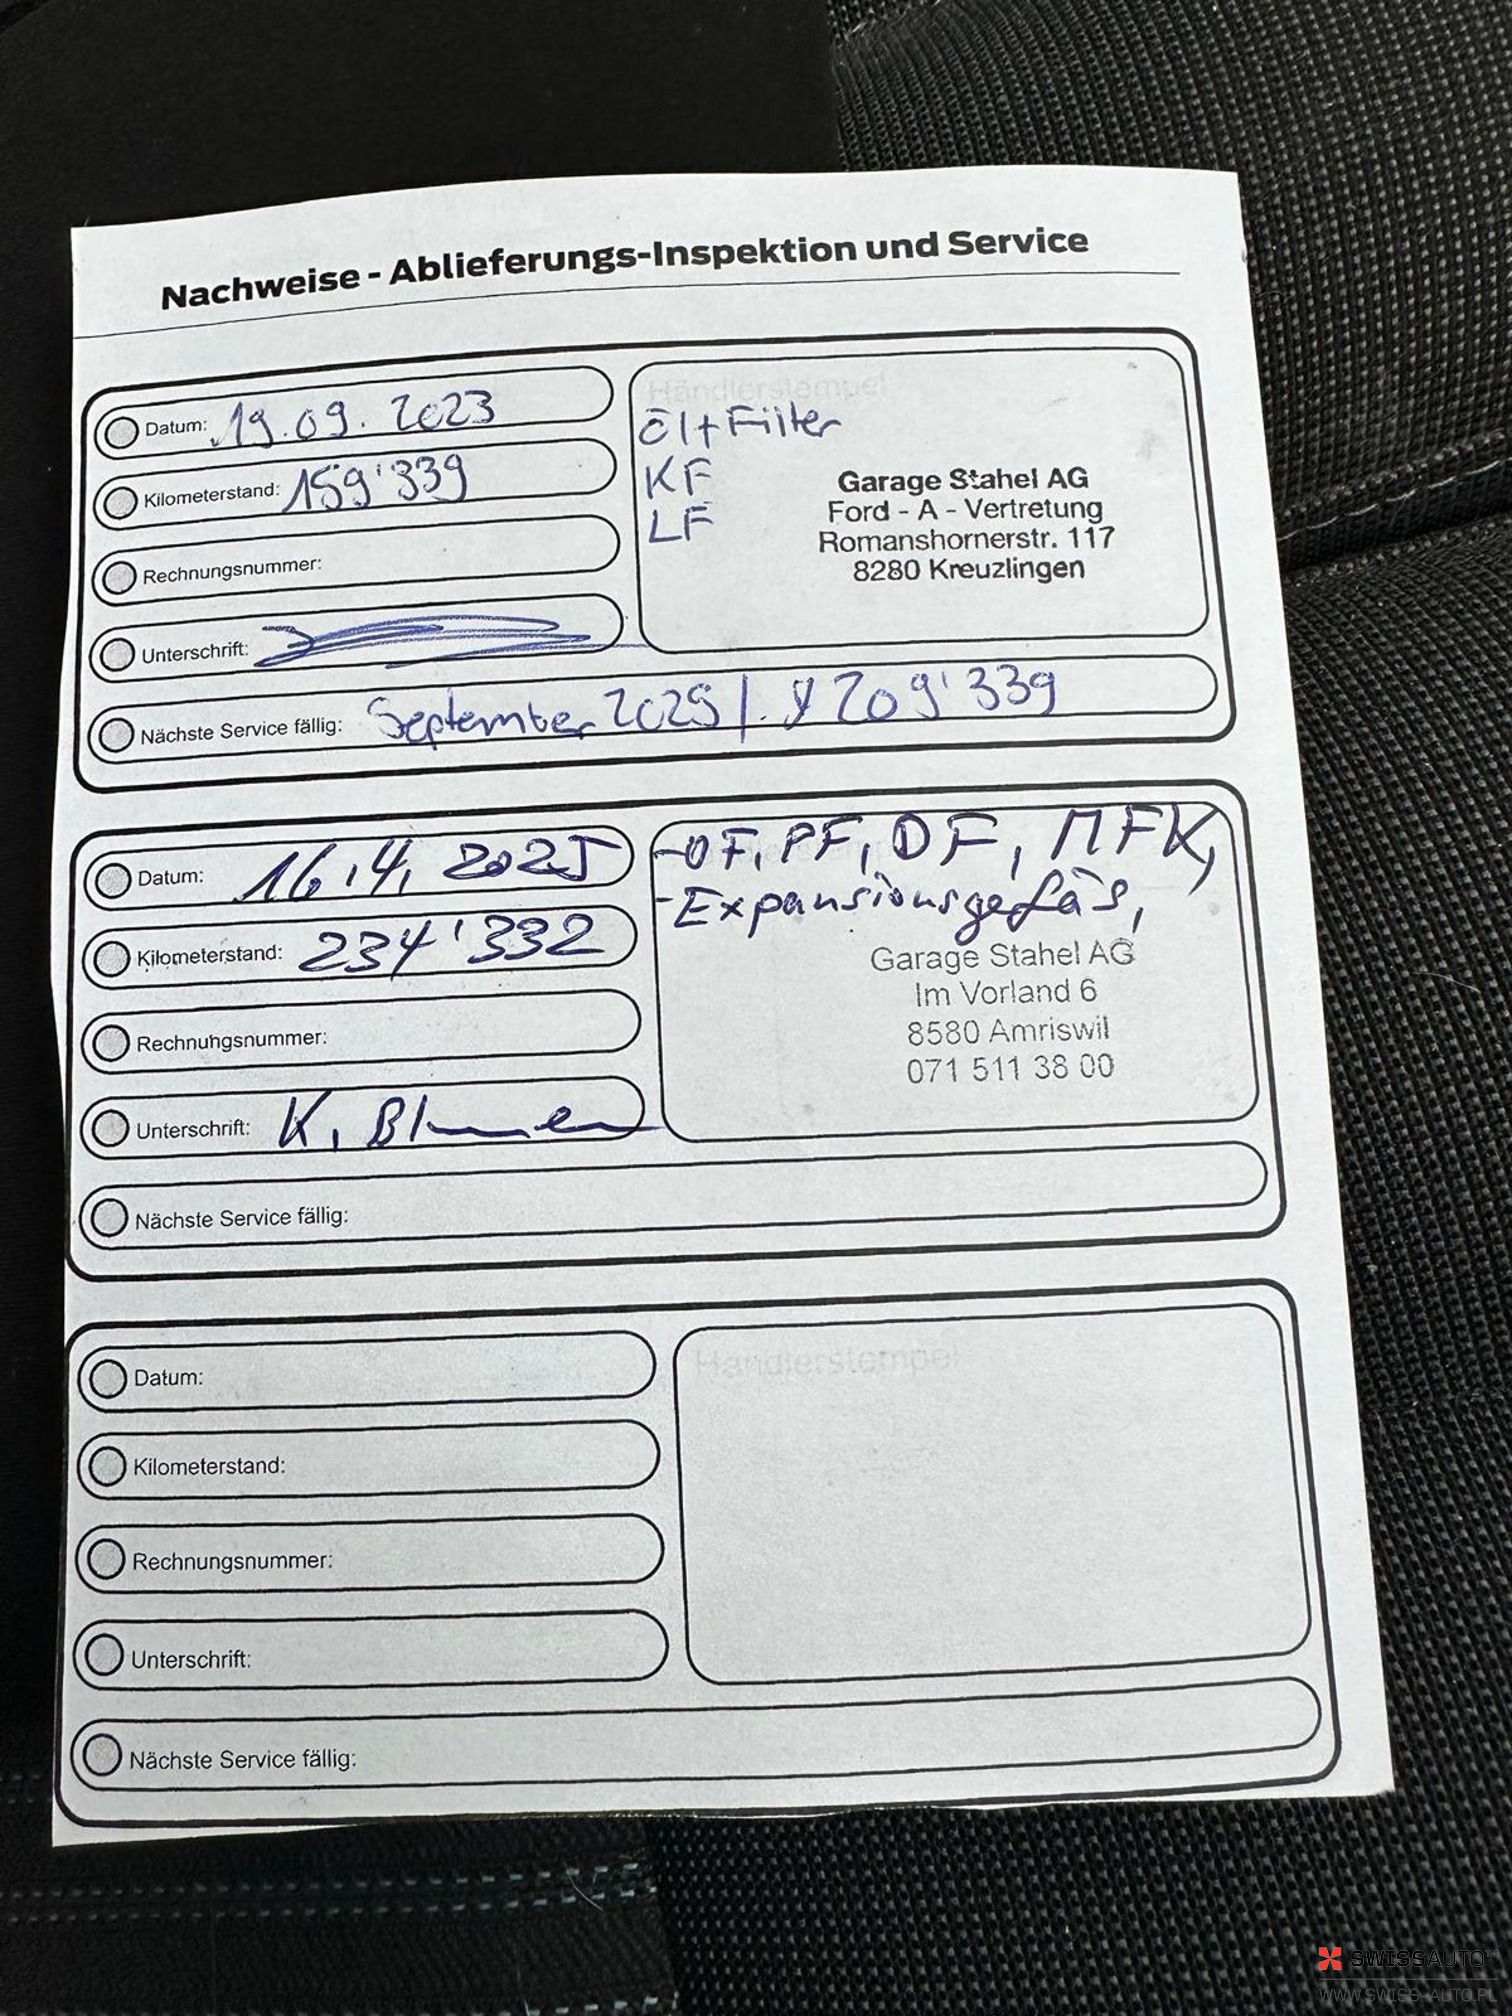 Nachweise - Ablieferungs-Inspektion und Service
Datum: 19.09.2023
Kilometerstand: 159'339
Rechnungsnummer:
Unterschrift:
Nächste Service fällig: September 2025 / 209'339
Händlerstempel
Öl+Filter
KF
LF
Garage Stahel AG
Ford - A - Vertretung
Romanshornerstr. 117
8280 Kreuzlingen
Datum: 16.4.2025
Kilometerstand: 234'332
Rechnungsnummer:
Unterschrift: K.
Nächste Service fällig:
-OF, PF, DF, MFK,
-Expansionsgefäs,
Garage Stahel AG
Im Vorland 6
8580 Amriswil
071 511 38 00
Datum:
Kilometerstand:
Rechnungsnummer:
Unterschrift:
Nächste Service fällig:
Händlerstempel
SWISSAUTO
WWW.SWISS-AUTO.PL